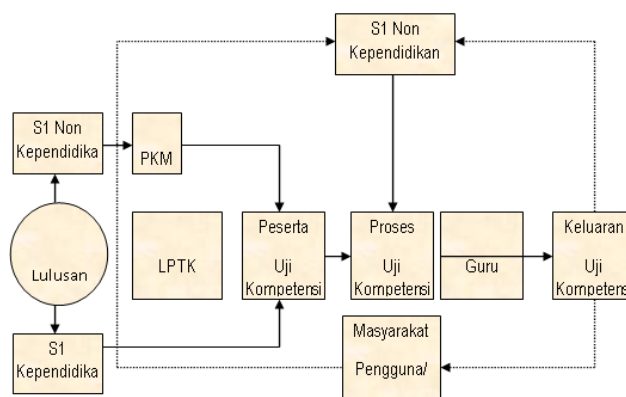 S1 Non
Kependidikan
S1 Non
Kependidika
PKM
Lulusan
LPTK
Peserta
Uji
Kompetensi
Proses
Uji
Kompetensi
Guru
Keluaran
Uji
Kompetens
S1
Kependidika
Masyarakat
Pengguna/